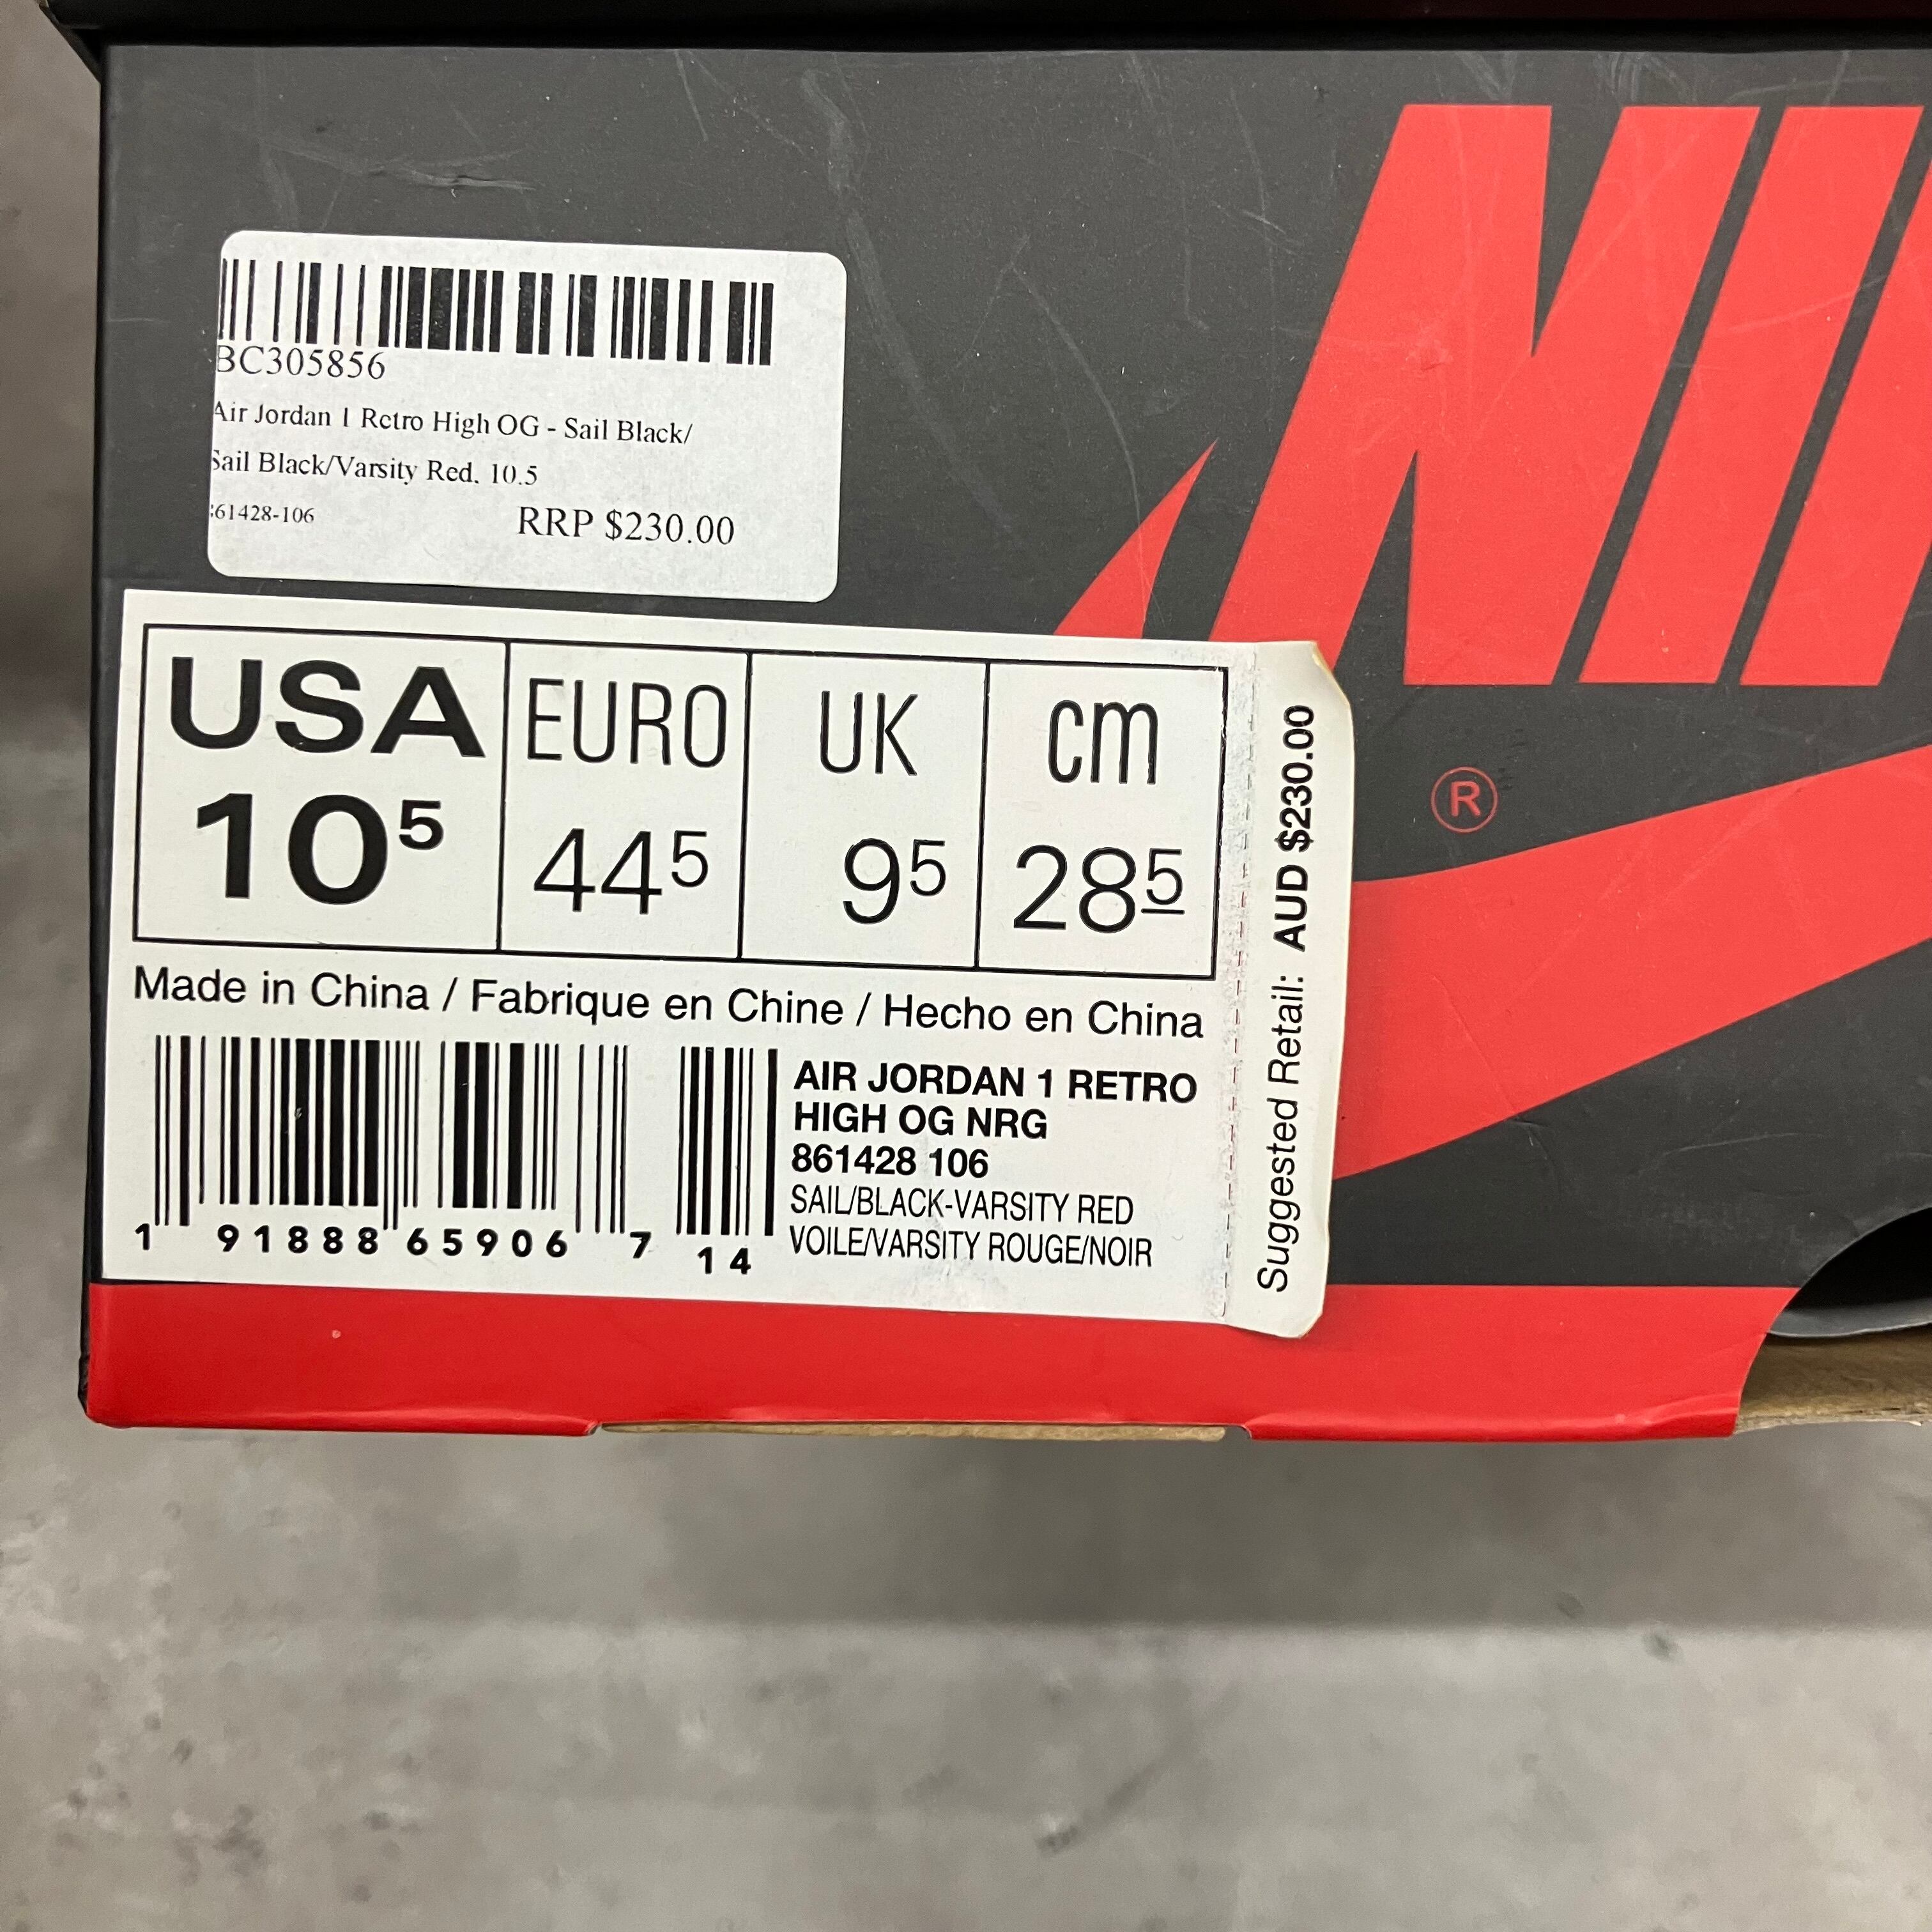 BC305856
Air Jordan 1 Retro High OG - Sail Black/
Sail Black/Varsity Red, 10.5
61428-106 RRP $230.00
NI
®
USA EURO UK cm
10⁵ 44⁵ 9⁵ 28⁵
Made in China / Fabrique en Chine / Hecho en China
1 91888 65906 7 14
AIR JORDAN 1 RETRO
HIGH OG NRG
861428 106
SAIL/BLACK-VARSITY RED
VOILE/VARSITY ROUGE/NOIR
Suggested Retail: AUD $230.00